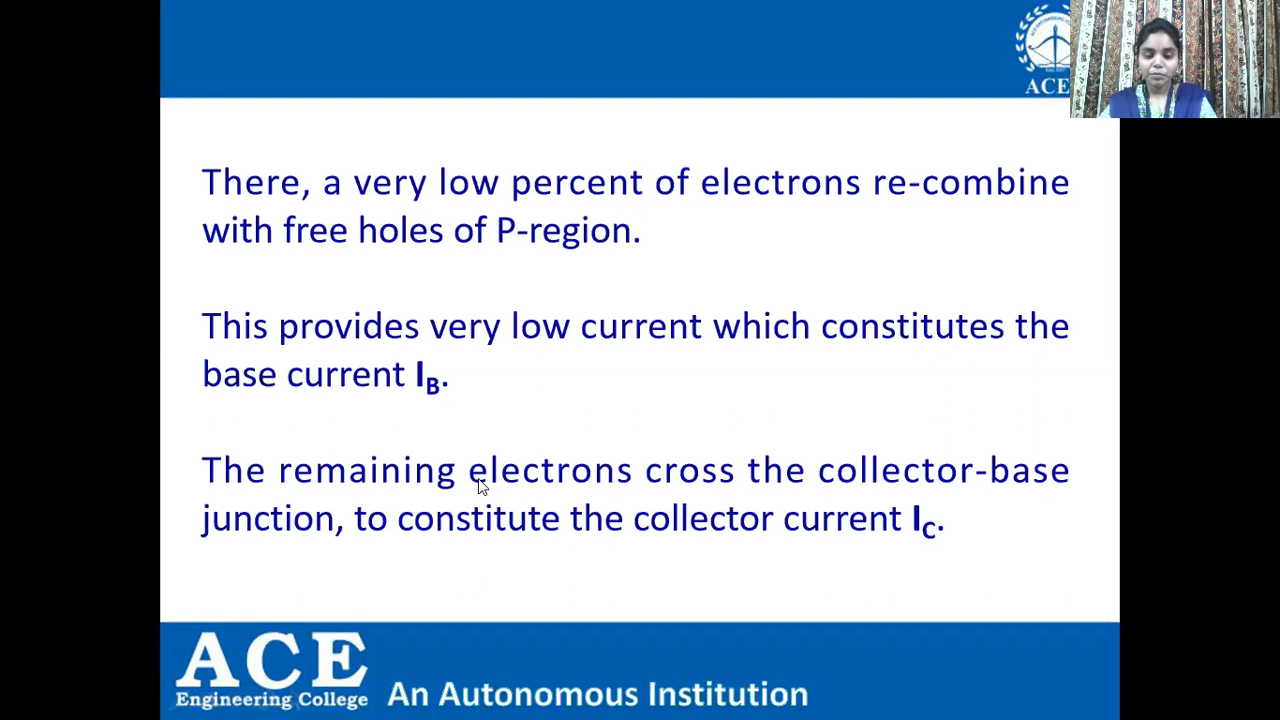 ACE
There, a very low percent of electrons re-combine
with free holes of P-region.
This provides very low current which constitutes the
base current IB.
The remaining electrons cross the collector-base
junction, to constitute the collector current IC.
ACE
Engineering College
An Autonomous Institution